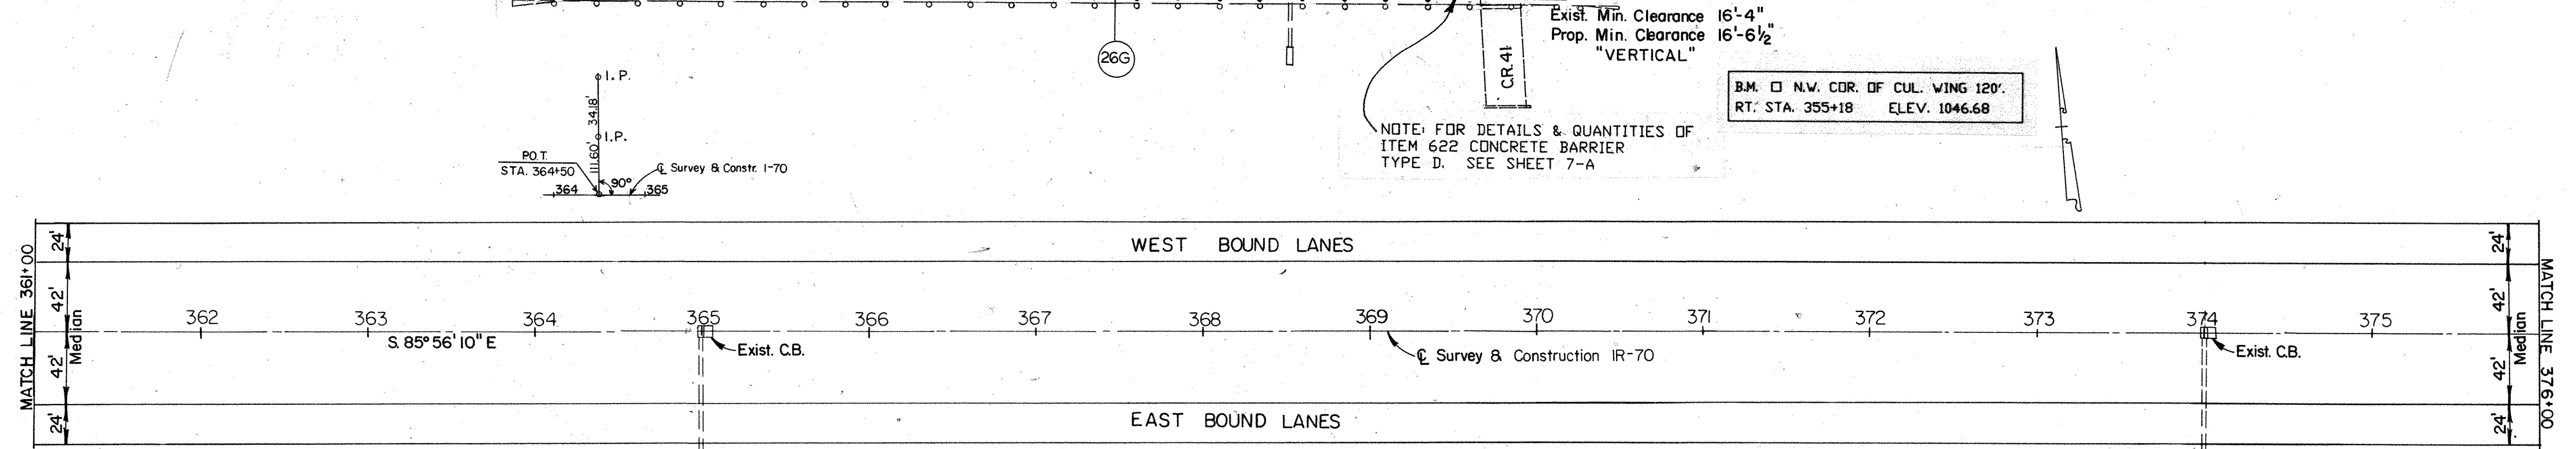 Exist. Min. Clearance 16'-4"
Prop. Min. Clearance 16'-6½"
"VERTICAL"
26G
C.R. 41
B.M. □ N.W. COR. OF CUL. WING 120'.
RT. STA. 355+18 ELEV. 1046.68
I.P.
34.18'
I.P.
111.60'
P.O.T.
STA. 364+50
℄ Survey & Constr. I-70
90°
364
365
NOTE: FOR DETAILS & QUANTITIES OF
ITEM 622 CONCRETE BARRIER
TYPE D. SEE SHEET 7-A
MATCH LINE 361+00
24'
42'
Median
42'
24'
WEST BOUND LANES
362 363 364 365 366 367 368 369 370 371 372 373 374 375
S. 85° 56' 10" E
Exist. C.B.
℄ Survey & Construction IR-70
Exist. C.B.
EAST BOUND LANES
24'
42'
Median
42'
24'
MATCH LINE 376+00